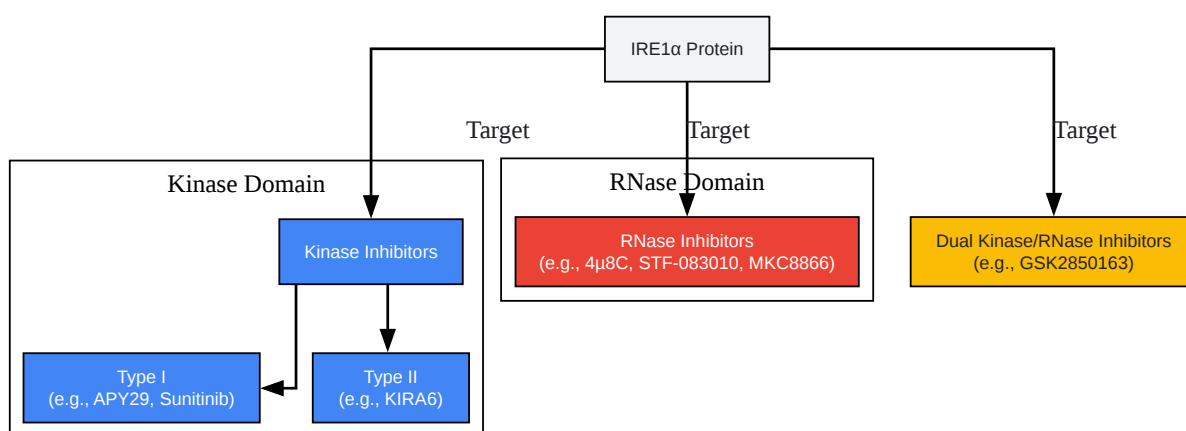 IRE1α Protein
Target
Target
Target
Kinase Domain
RNase Domain
Kinase Inhibitors
RNase Inhibitors
(e.g., 4µ8C, STF-083010, MKC8866)
Dual Kinase/RNase Inhibitors
(e.g., GSK2850163)
Type I
(e.g., APY29, Sunitinib)
Type II
(e.g., KIRA6)